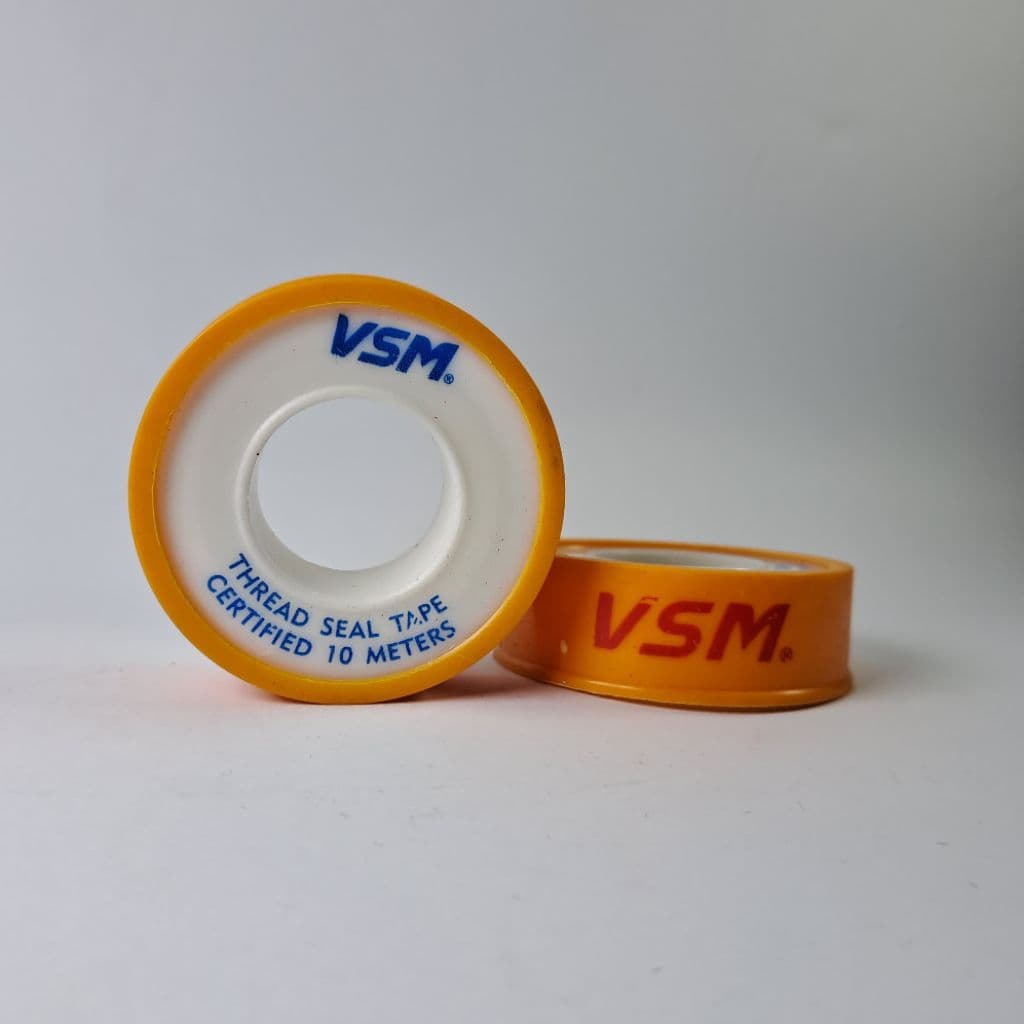 VSM®
THREAD SEAL TAPE
CERTIFIED 10 METERS
VSM®